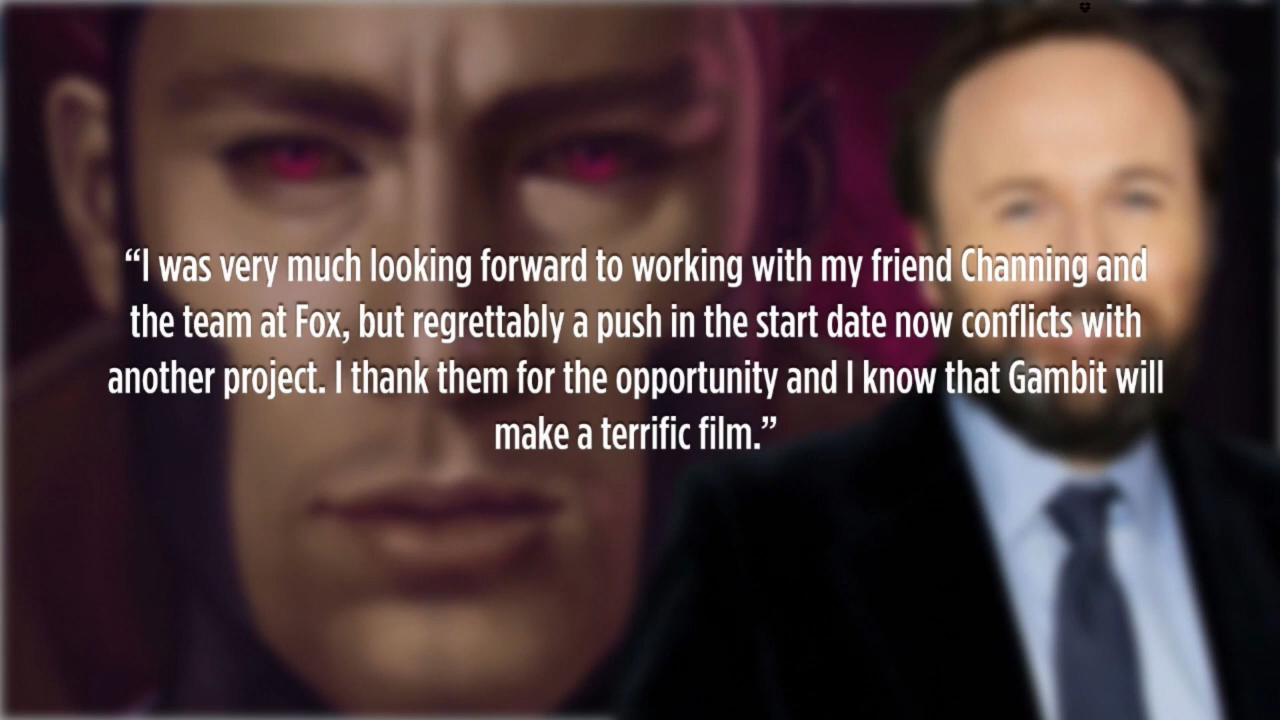 “I was very much looking forward to working with my friend Channing and
the team at Fox, but regrettably a push in the start date now conflicts with
another project. I thank them for the opportunity and I know that Gambit will
make a terrific film.”